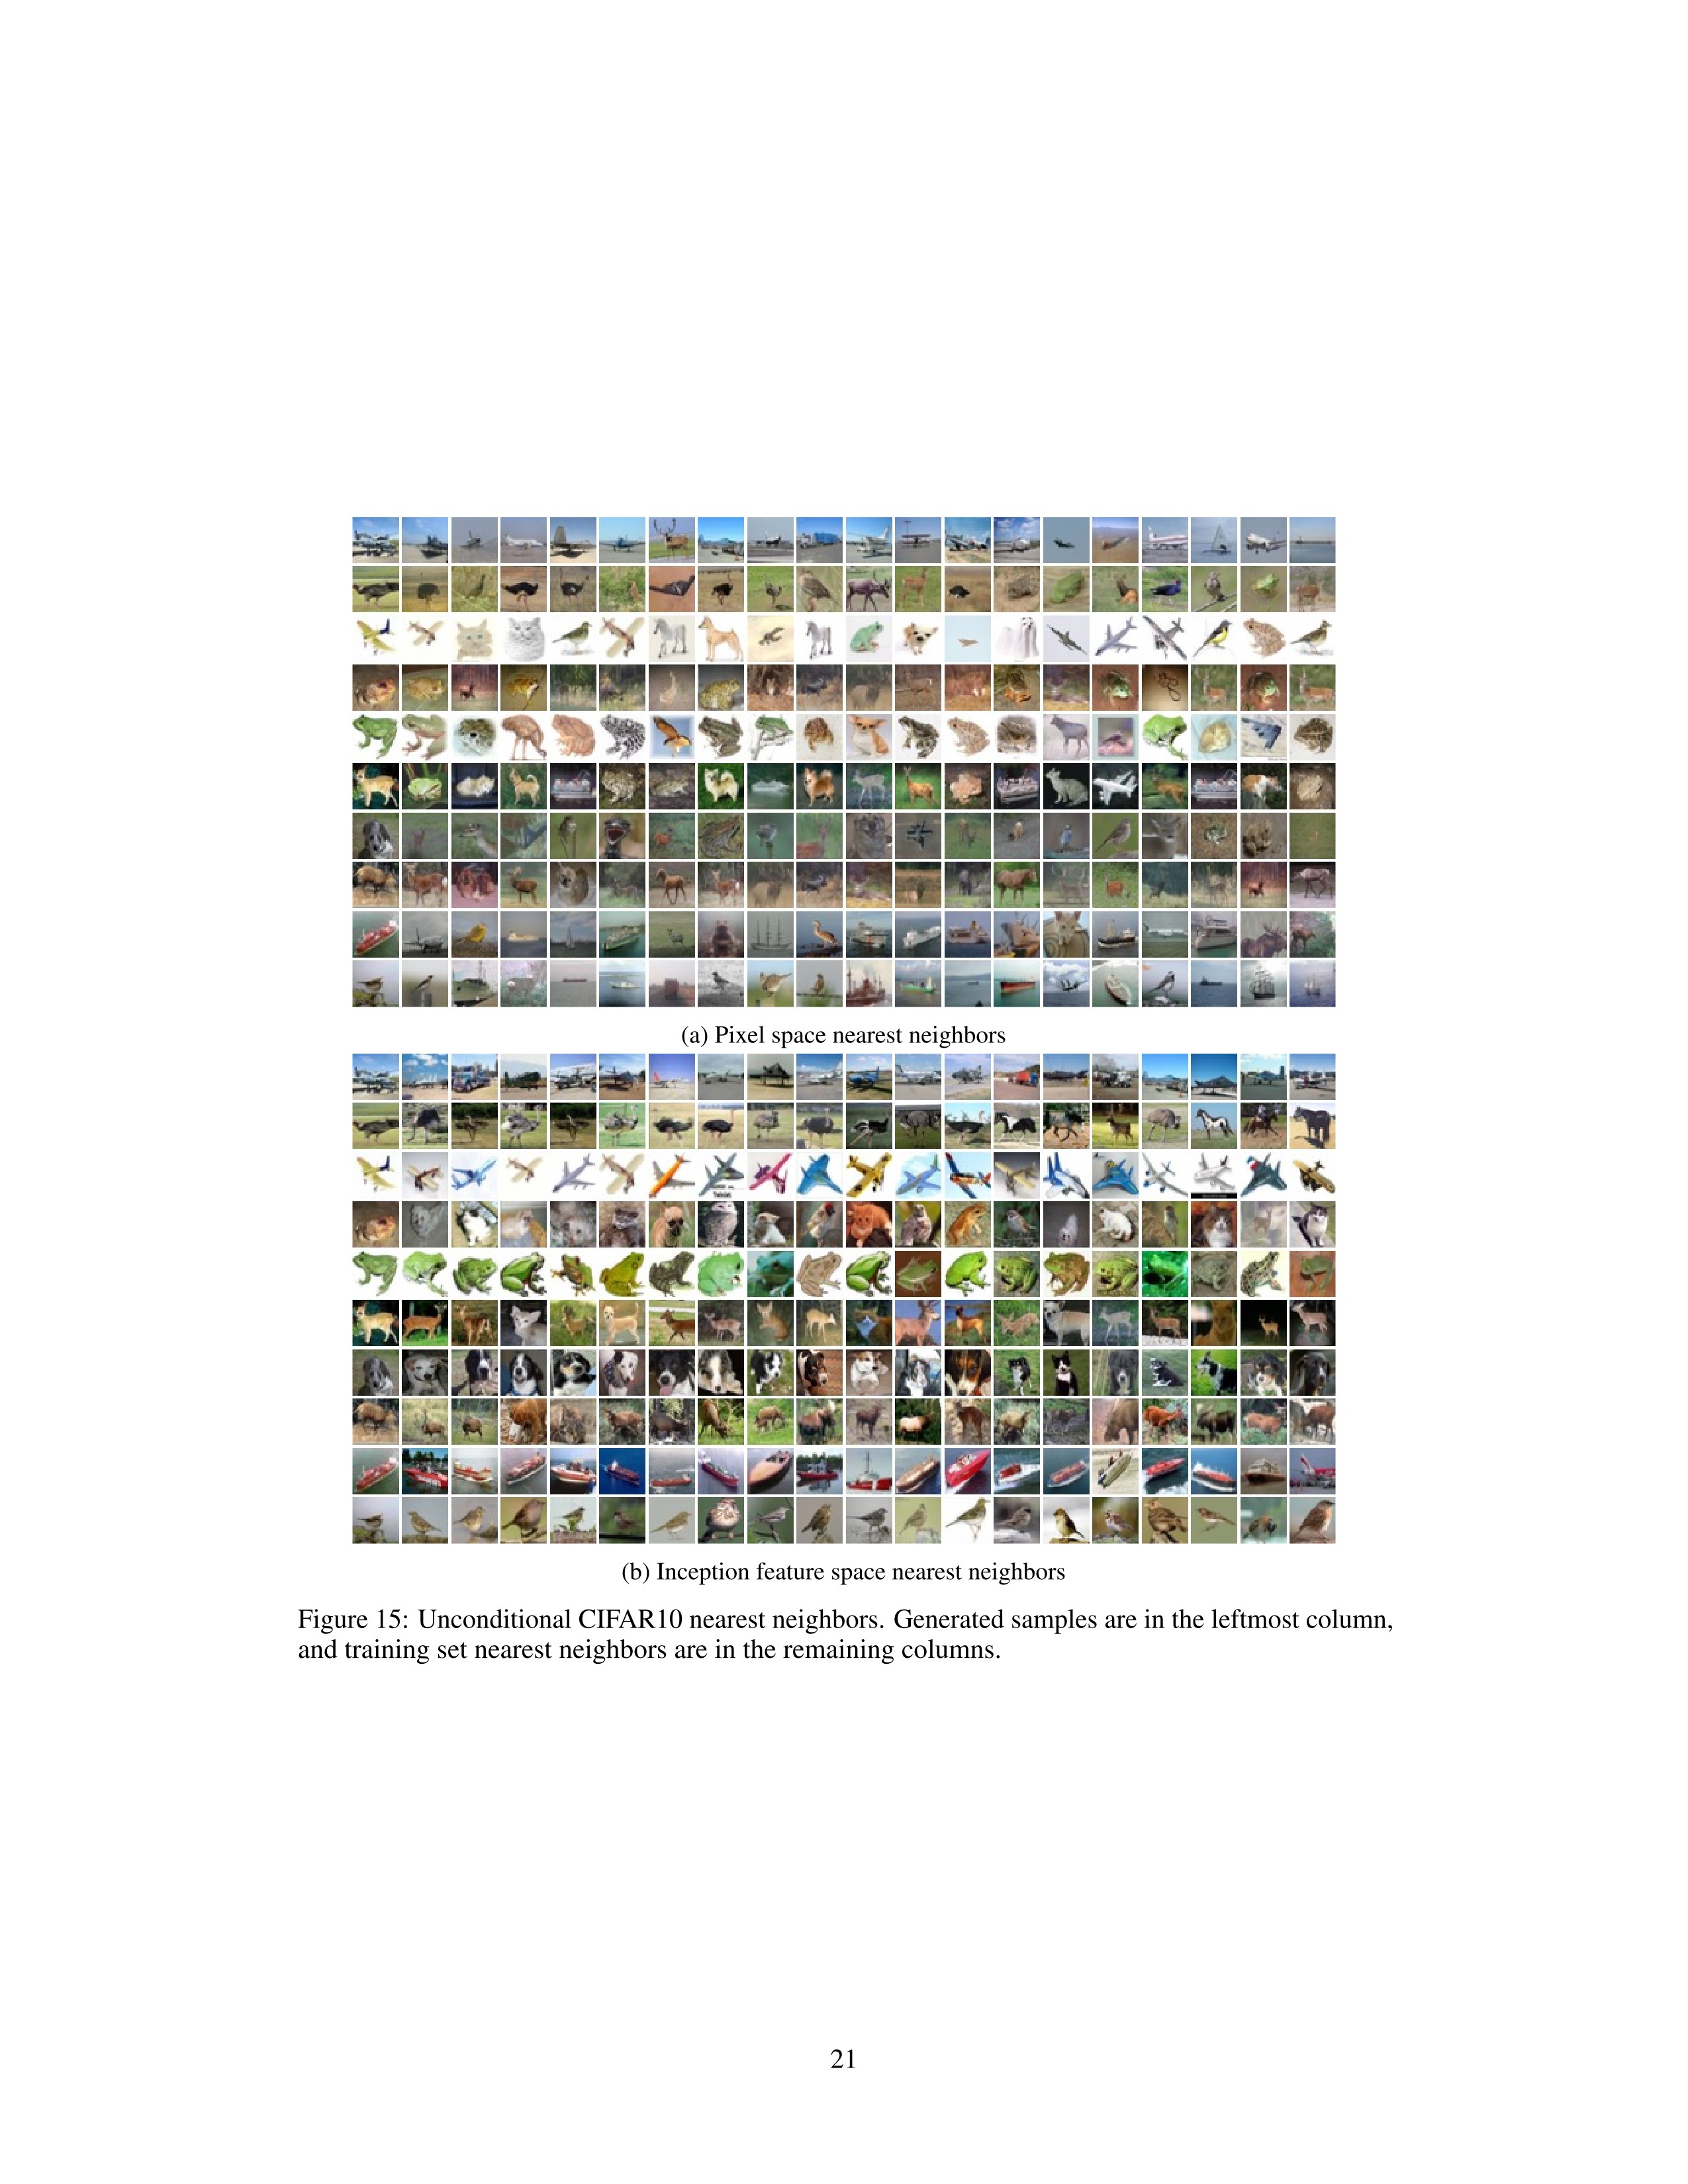 (a) Pixel space nearest neighbors
(b) Inception feature space nearest neighbors
Figure 15: Unconditional CIFAR10 nearest neighbors. Generated samples are in the leftmost column,
and training set nearest neighbors are in the remaining columns.
21